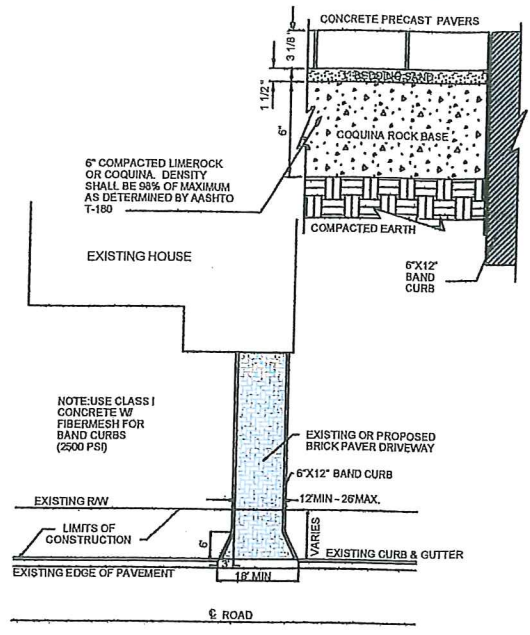 CONCRETE PRECAST PAVERS
3 1/8"
1" BEDDING SAND
1 1/2"
6"
COQUINA ROCK BASE
6" COMPACTED LIMEROCK
OR COQUINA. DENSITY
SHALL BE 98% OF MAXIMUM
AS DETERMINED BY AASHTO
T-180
COMPACTED EARTH
EXISTING HOUSE
6"X12"
BAND
CURB
NOTE:USE CLASS I
CONCRETE W/
FIBERMESH FOR
BAND CURBS
(2500 PSI)
EXISTING OR PROPOSED
BRICK PAVER DRIVEWAY
6"X12" BAND CURB
EXISTING R/W
12'MIN - 26'MAX.
LIMITS OF
CONSTRUCTION
6'
VARIES
EXISTING CURB & GUTTER
3'
EXISTING EDGE OF PAVEMENT
18' MIN
℄ ROAD